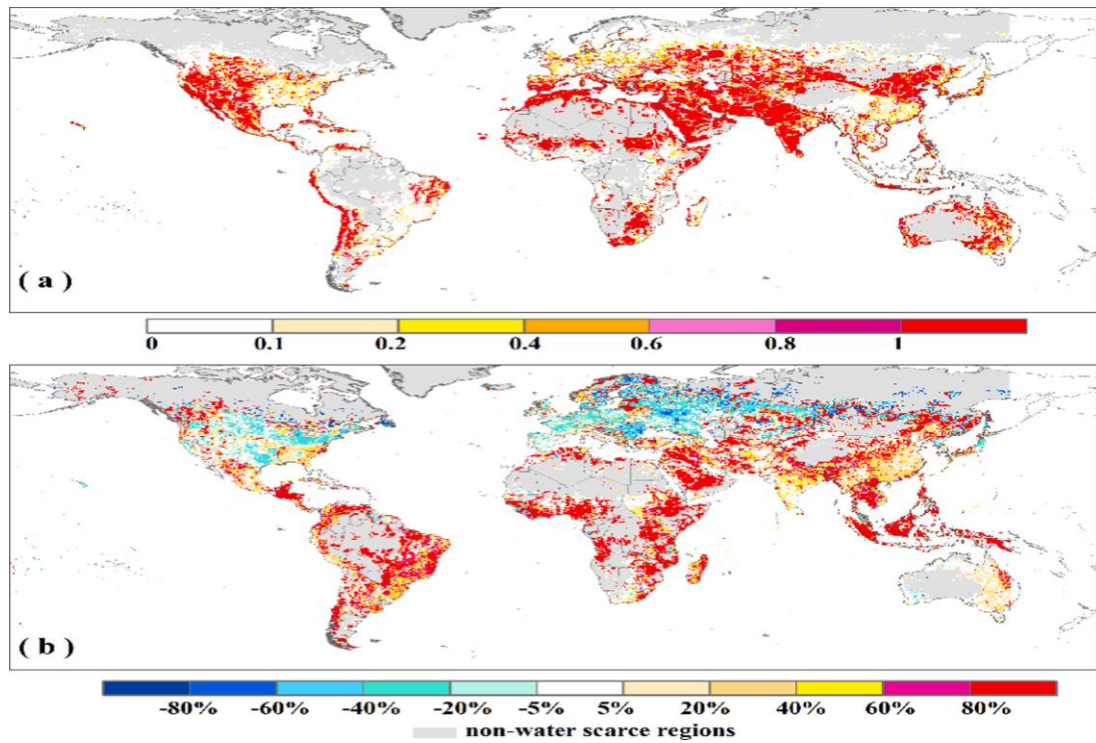 ( a )
0 0.1 0.2 0.4 0.6 0.8 1
( b )
-80% -60% -40% -20% -5% 5% 20% 40% 60% 80%
non-water scarce regions